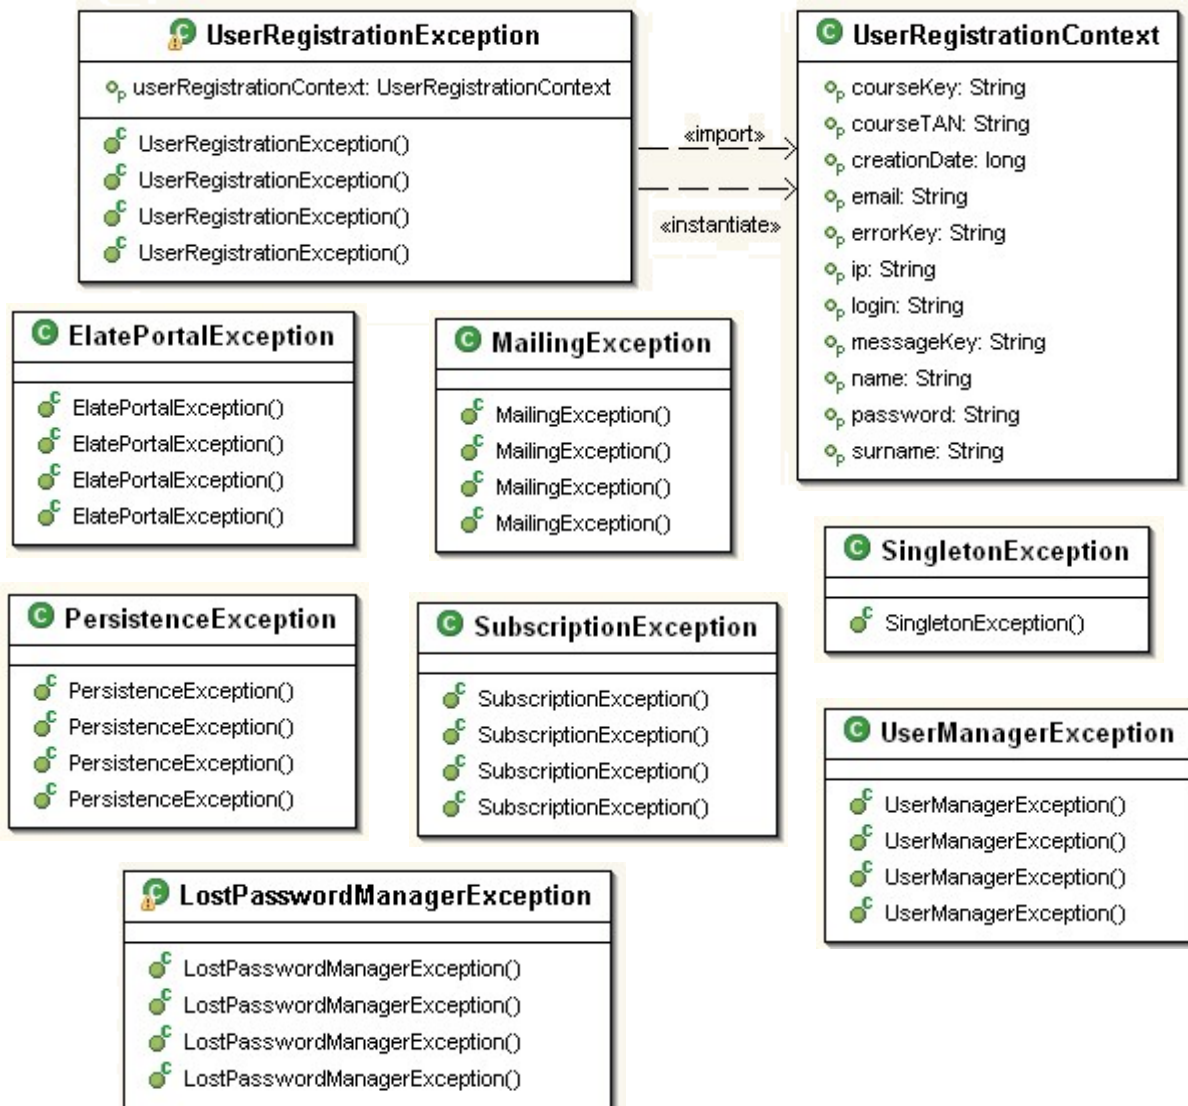 UserRegistrationException
userRegistrationContext: UserRegistrationContext
UserRegistrationException()
UserRegistrationException()
UserRegistrationException()
UserRegistrationException()
«import»
«instantiate»
UserRegistrationContext
courseKey: String
courseTAN: String
creationDate: long
email: String
errorKey: String
ip: String
login: String
messageKey: String
name: String
password: String
surname: String
ElatePortalException
ElatePortalException()
ElatePortalException()
ElatePortalException()
ElatePortalException()
MailingException
MailingException()
MailingException()
MailingException()
MailingException()
SingletonException
SingletonException()
PersistenceException
PersistenceException()
PersistenceException()
PersistenceException()
PersistenceException()
SubscriptionException
SubscriptionException()
SubscriptionException()
SubscriptionException()
SubscriptionException()
UserManagerException
UserManagerException()
UserManagerException()
UserManagerException()
UserManagerException()
LostPasswordManagerException
LostPasswordManagerException()
LostPasswordManagerException()
LostPasswordManagerException()
LostPasswordManagerException()